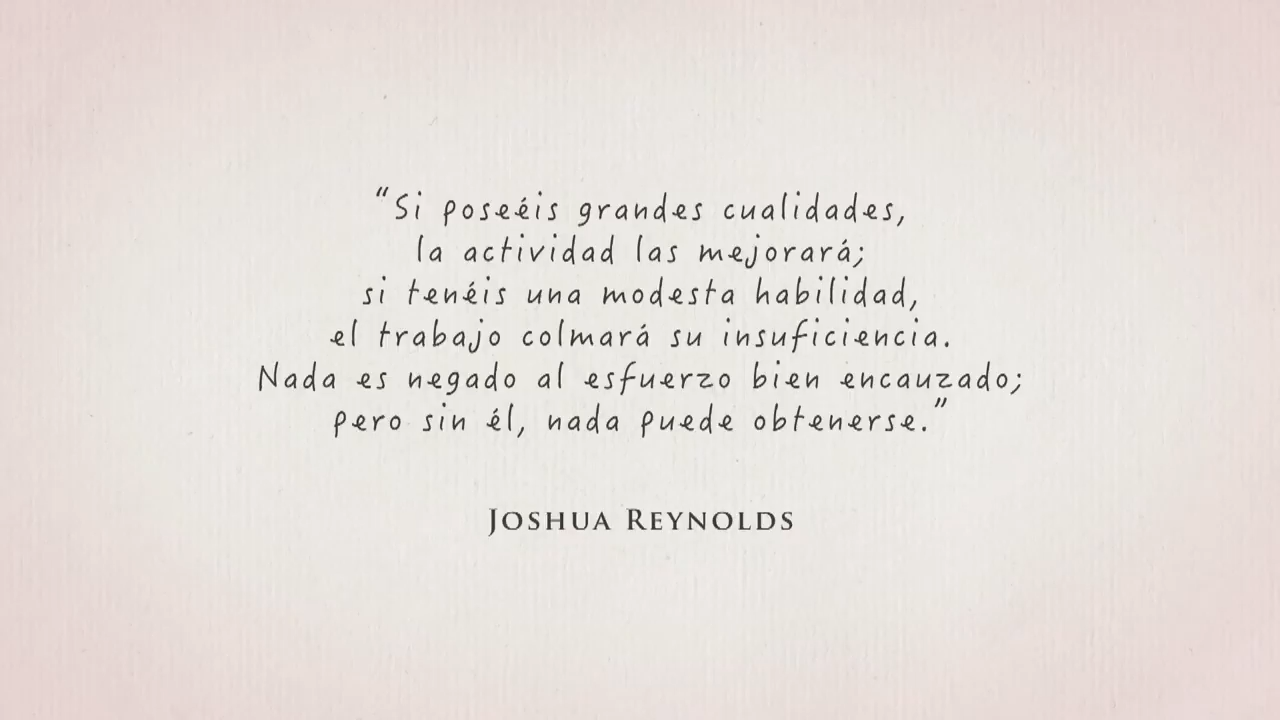 “Si poseéis grandes cualidades,
la actividad las mejorará;
si tenéis una modesta habilidad,
el trabajo colmará su insuficiencia.
Nada es negado al esfuerzo bien encauzado;
pero sin él, nada puede obtenerse.”
Joshua Reynolds